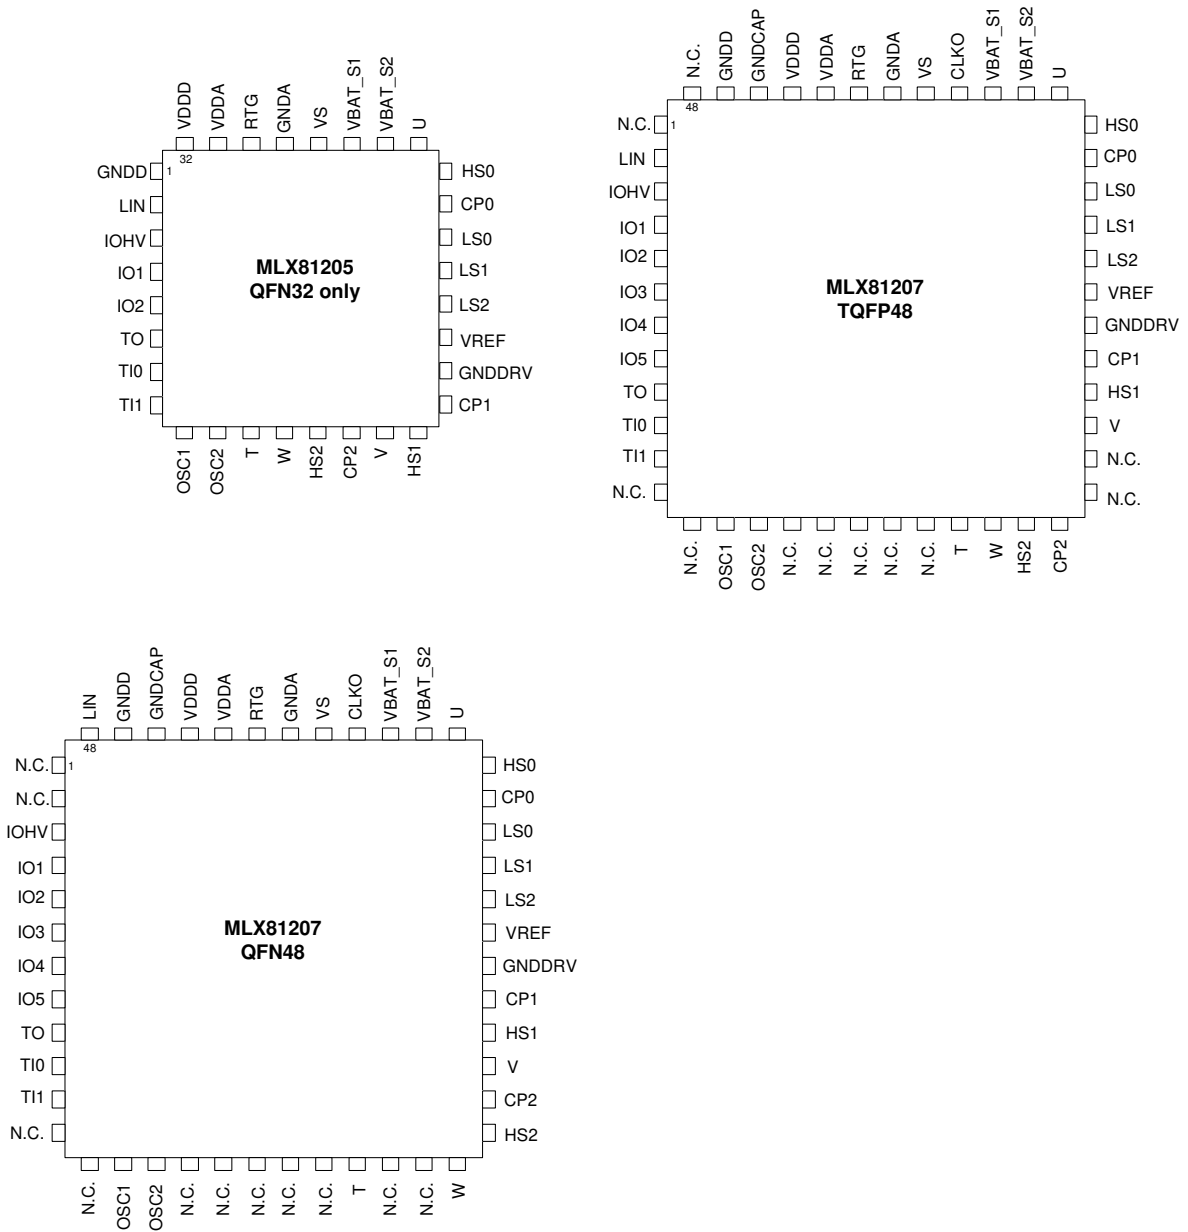 VDDD
VDDA
RTG
GNDA
VS
VBAT_S1
VBAT_S2
U
32
1
GNDD
LIN
IOHV
IO1
IO2
TO
TI0
TI1
MLX81205
QFN32 only
HS0
CP0
LS0
LS1
LS2
VREF
GNDDRV
CP1
OSC1
OSC2
T
W
HS2
CP2
V
HS1
N.C.
GNDD
GNDCAP
VDDD
VDDA
RTG
GNDA
VS
CLKO
VBAT_S1
VBAT_S2
U
48
1
N.C.
LIN
IOHV
IO1
IO2
IO3
IO4
IO5
TO
TI0
TI1
N.C.
MLX81207
TQFP48
HS0
CP0
LS0
LS1
LS2
VREF
GNDDRV
CP1
HS1
V
N.C.
N.C.
N.C.
OSC1
OSC2
N.C.
N.C.
N.C.
N.C.
N.C.
T
W
HS2
CP2
LIN
GNDD
GNDCAP
VDDD
VDDA
RTG
GNDA
VS
CLKO
VBAT_S1
VBAT_S2
U
48
1
N.C.
N.C.
IOHV
IO1
IO2
IO3
IO4
IO5
TO
TI0
TI1
N.C.
MLX81207
QFN48
HS0
CP0
LS0
LS1
LS2
VREF
GNDDRV
CP1
HS1
V
CP2
HS2
N.C.
OSC1
OSC2
N.C.
N.C.
N.C.
N.C.
N.C.
T
N.C.
N.C.
W